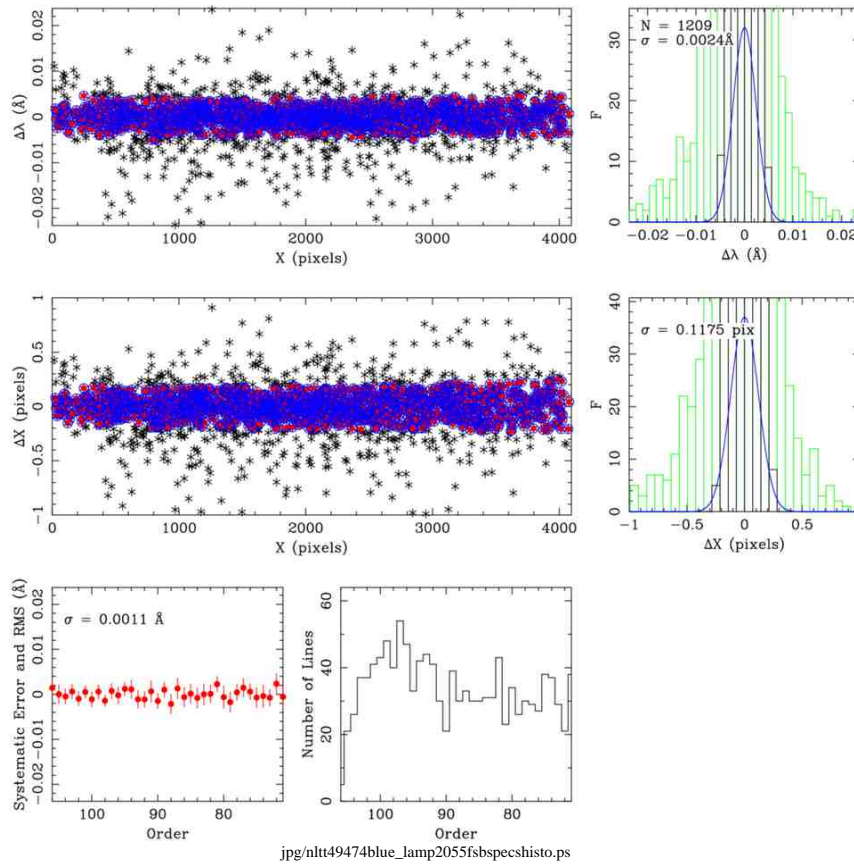 0.02
0.01
0
−0.01
−0.02
Δλ (Å)
0 1000 2000 3000 4000
X (pixels)
N = 1209
σ = 0.0024Å
30
20
10
0
F
−0.02 −0.01 0 0.01 0.02
Δλ (Å)
1
0.5
0
−0.5
−1
ΔX (pixels)
0 1000 2000 3000 4000
X (pixels)
σ = 0.1175 pix
40
30
20
10
0
F
−1 −0.5 0 0.5
ΔX (pixels)
Systematic Error and RMS (Å)
0.02
0.01
0
−0.01
−0.02
σ = 0.0011 Å
100 90 80
Order
Number of Lines
60
40
20
0
100 90 80
Order
jpg/nltt49474blue_lamp2055fsbspecshisto.ps